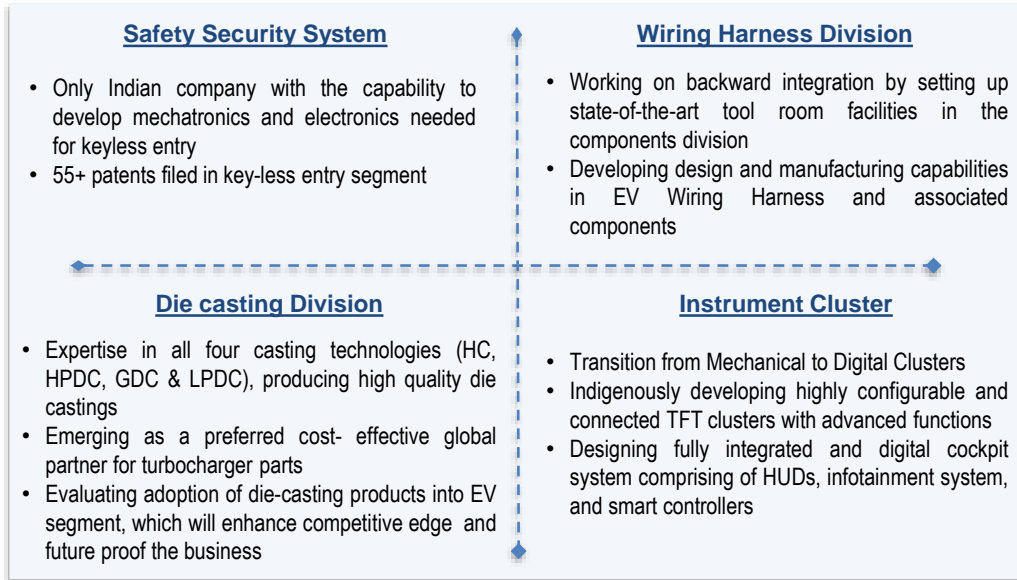 Safety Security System
• Only Indian company with the capability to
develop mechatronics and electronics needed
for keyless entry
• 55+ patents filed in key-less entry segment
Wiring Harness Division
• Working on backward integration by setting up
state-of-the-art tool room facilities in the
components division
• Developing design and manufacturing capabilities
in EV Wiring Harness and associated
components
Die casting Division
• Expertise in all four casting technologies (HC,
HPDC, GDC & LPDC), producing high quality die
castings
• Emerging as a preferred cost- effective global
partner for turbocharger parts
• Evaluating adoption of die-casting products into EV
segment, which will enhance competitive edge and
future proof the business
Instrument Cluster
• Transition from Mechanical to Digital Clusters
• Indigenously developing highly configurable and
connected TFT clusters with advanced functions
• Designing fully integrated and digital cockpit
system comprising of HUDs, infotainment system,
and smart controllers